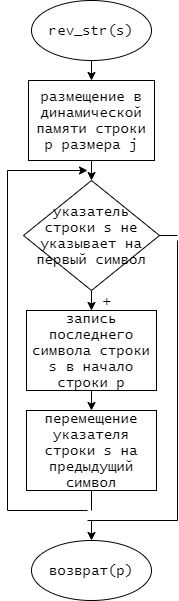 rev_str(s)
размещение в
динамической
памяти строки
p размера j
указатель
строки s не
указывает на
первый символ
+
запись
последнего
символа строки
s в начало
строки p
перемещение
указателя
строки s на
предыдущий
символ
возврат(p)